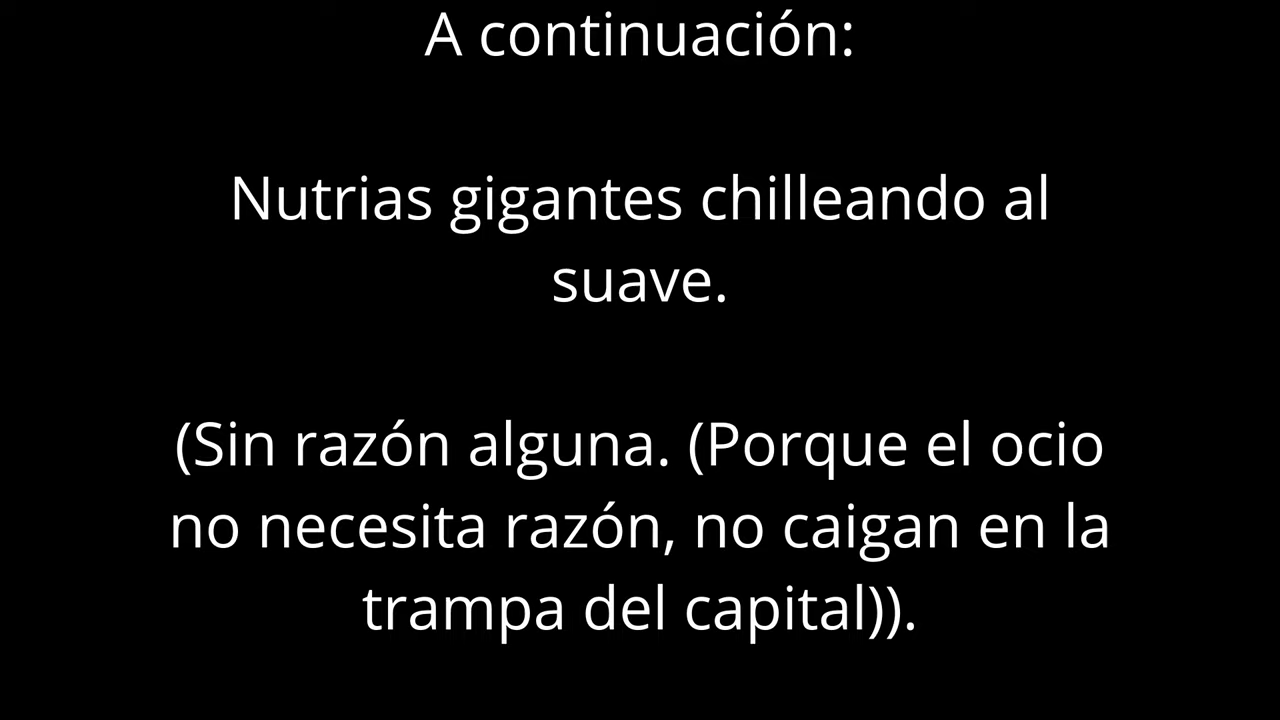 A continuación:
Nutrias gigantes chilleando al
suave.
(Sin razón alguna. (Porque el ocio
no necesita razón, no caigan en la
trampa del capital)).